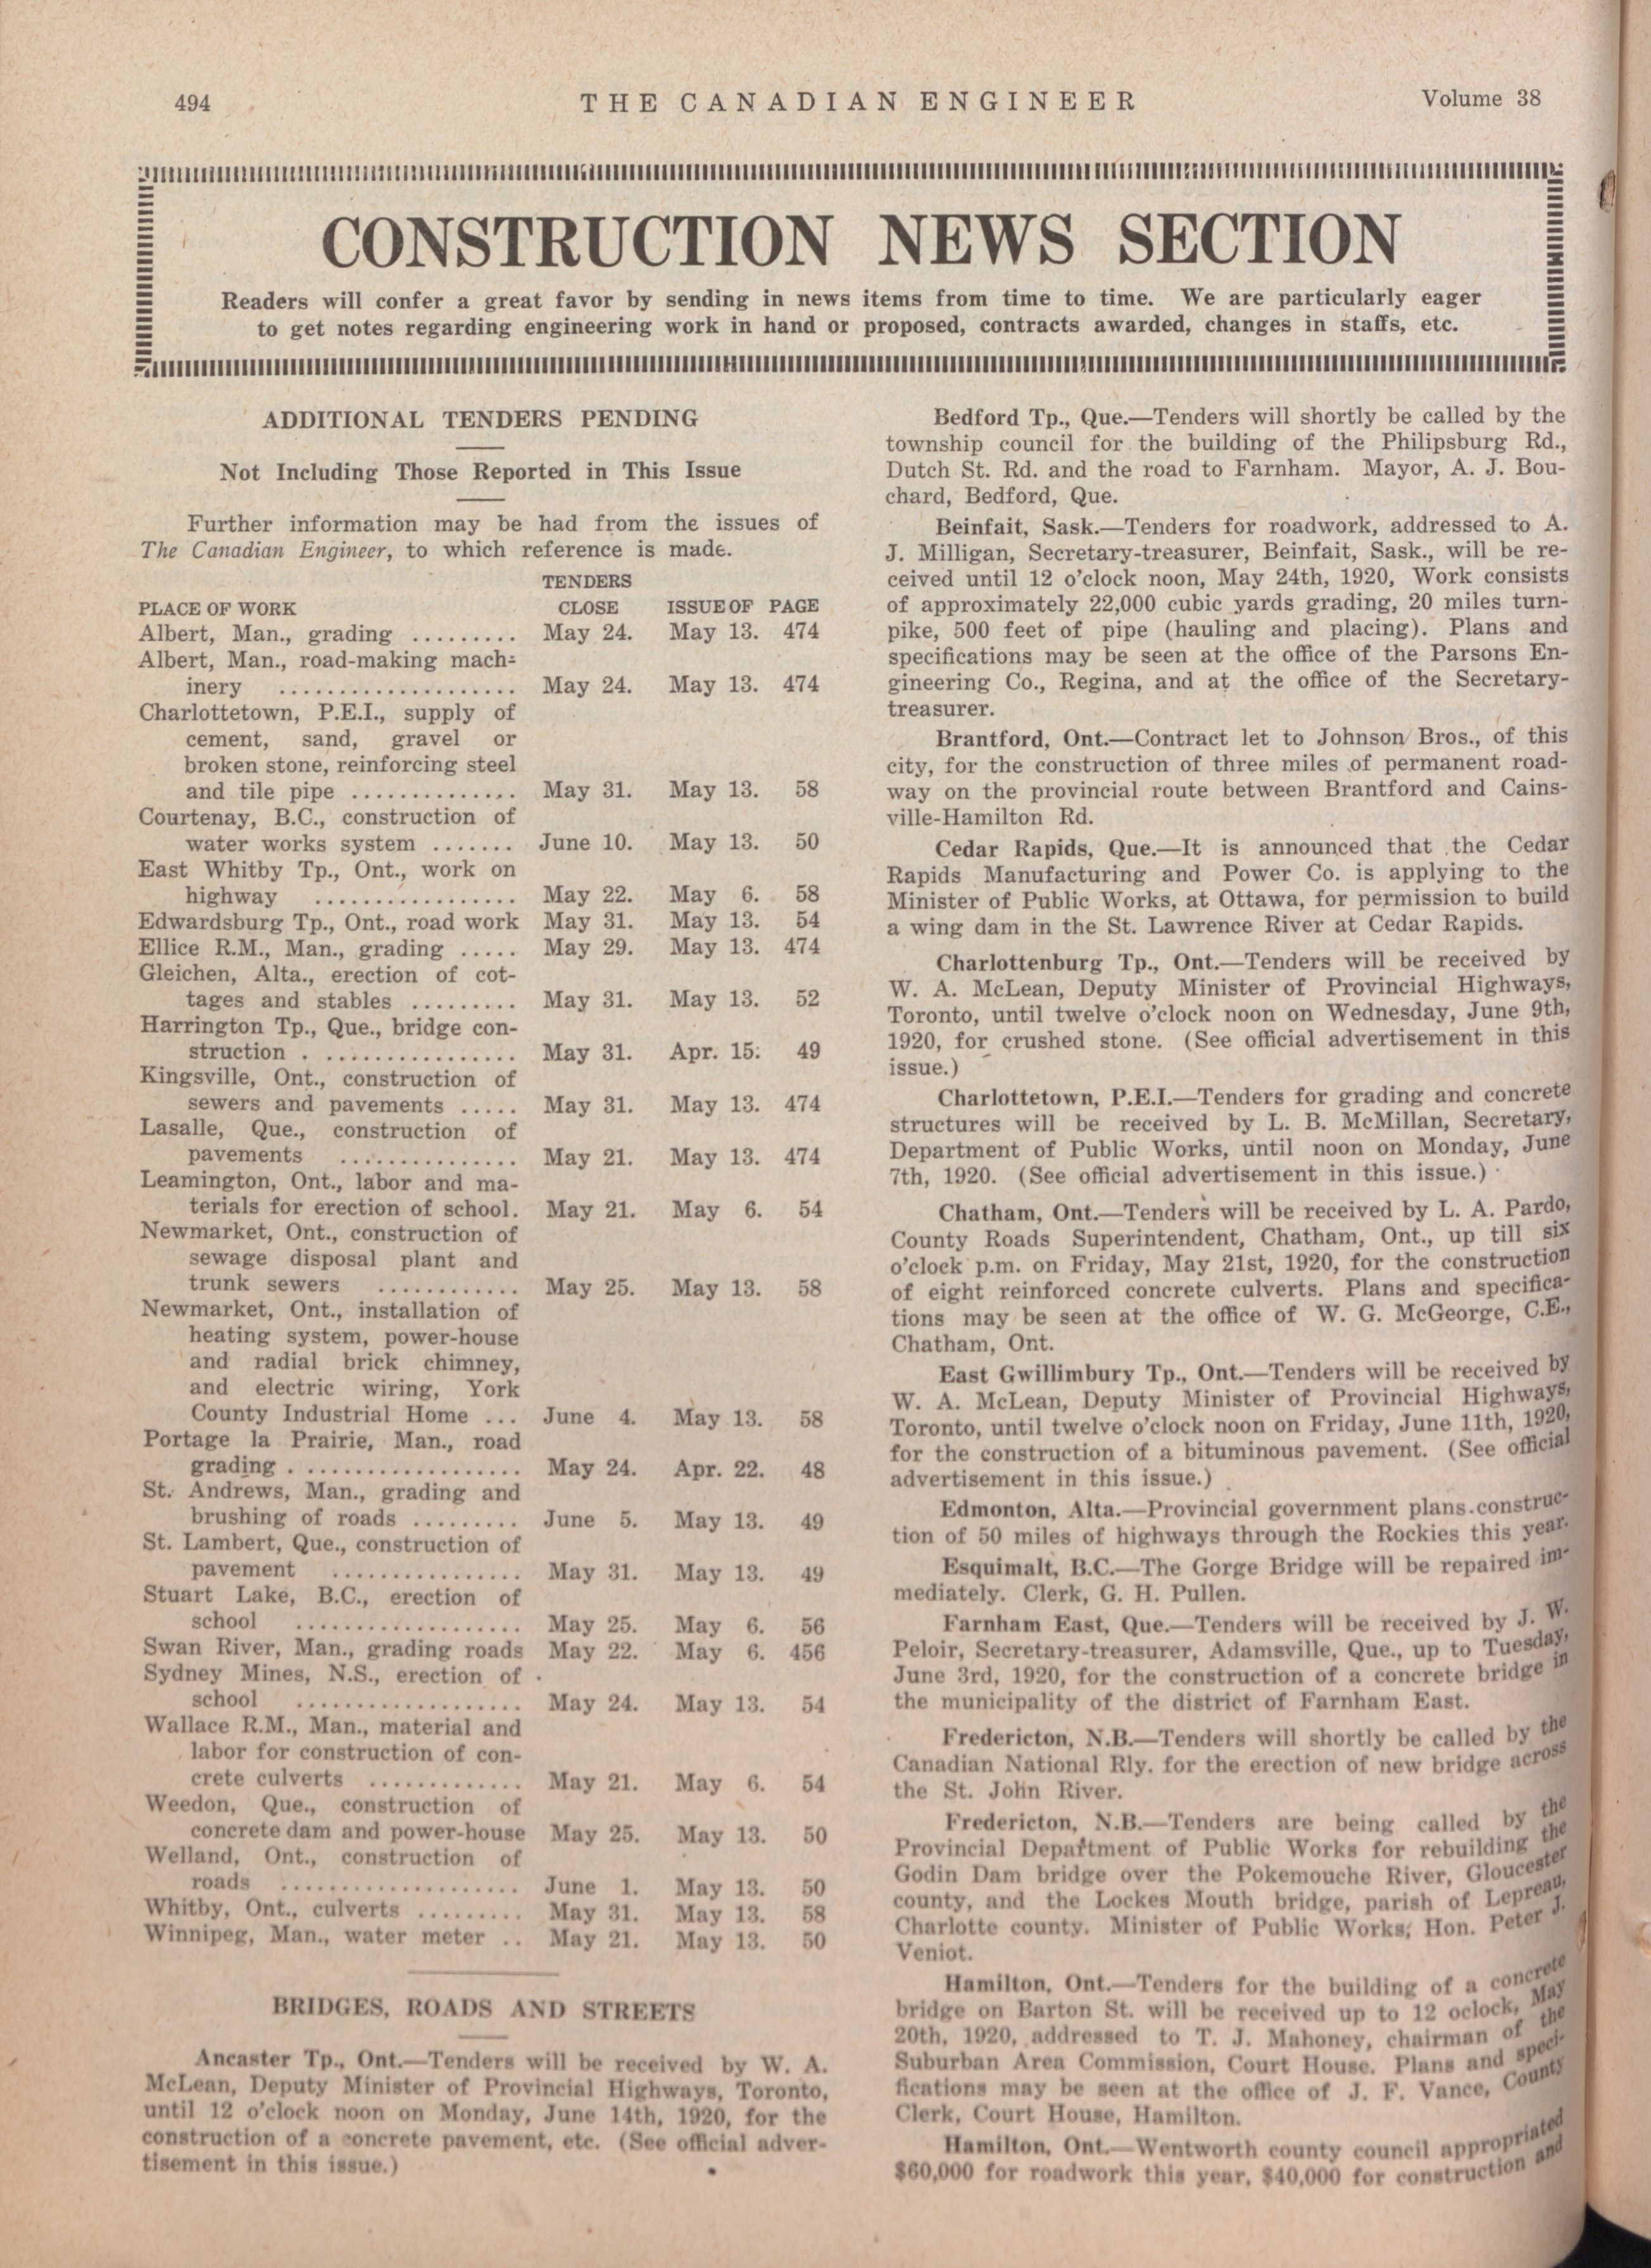 494
THE CANADIAN ENGINEER
Volume 38
CONSTRUCTION NEWS SECTION
Readers will confer a great favor by sending in news items from time to time. We are particularly eager
to get notes regarding engineering work in hand or proposed, contracts awarded, changes in staffs, etc.
ADDITIONAL TENDERS PENDING
Not Including Those Reported in This Issue
Further information may be had from the issues of
The Canadian Engineer, to which reference is made.
TENDERS
PLACE OF WORK CLOSE ISSUE OF PAGE
Albert, Man., grading ......... May 24. May 13. 474
Albert, Man., road-making mach-
inery .................... May 24. May 13. 474
Charlottetown, P.E.I., supply of
cement, sand, gravel or
broken stone, reinforcing steel
and tile pipe .............. May 31. May 13. 58
Courtenay, B.C., construction of
water works system ....... June 10. May 13. 50
East Whitby Tp., Ont., work on
highway ................. May 22. May 6. 58
Edwardsburg Tp., Ont., road work May 31. May 13. 54
Ellice R.M., Man., grading ..... May 29. May 13. 474
Gleichen, Alta., erection of cot-
tages and stables ......... May 31. May 13. 52
Harrington Tp., Que., bridge con-
struction . ................ May 31. Apr. 15. 49
Kingsville, Ont., construction of
sewers and pavements ..... May 31. May 13. 474
Lasalle, Que., construction of
pavements ............... May 21. May 13. 474
Leamington, Ont., labor and ma-
terials for erection of school. May 21. May 6. 54
Newmarket, Ont., construction of
sewage disposal plant and
trunk sewers ............ May 25. May 13. 58
Newmarket, Ont., installation of
heating system, power-house
and radial brick chimney,
and electric wiring, York
County Industrial Home ... June 4. May 13. 58
Portage la Prairie, Man., road
grading . .................. May 24. Apr. 22. 48
St. Andrews, Man., grading and
brushing of roads ......... June 5. May 13. 49
St. Lambert, Que., construction of
pavement ................ May 31. May 13. 49
Stuart Lake, B.C., erection of
school ................... May 25. May 6. 56
Swan River, Man., grading roads May 22. May 6. 456
Sydney Mines, N.S., erection of
school ................... May 24. May 13. 54
Wallace R.M., Man., material and
labor for construction of con-
crete culverts ............. May 21. May 6. 54
Weedon, Que., construction of
concrete dam and power-house May 25. May 13. 50
Welland, Ont., construction of
roads .................... June 1. May 13. 50
Whitby, Ont., culverts ......... May 31. May 13. 58
Winnipeg, Man., water meter .. May 21. May 13. 50
BRIDGES, ROADS AND STREETS
Ancaster Tp., Ont.—Tenders will be received by W. A.
McLean, Deputy Minister of Provincial Highways, Toronto,
until 12 o'clock noon on Monday, June 14th, 1920, for the
construction of a concrete pavement, etc. (See official adver-
tisement in this issue.)
Bedford Tp., Que.—Tenders will shortly be called by the
township council for the building of the Philipsburg Rd.,
Dutch St. Rd. and the road to Farnham. Mayor, A. J. Bou-
chard, Bedford, Que.
Beinfait, Sask.—Tenders for roadwork, addressed to A.
J. Milligan, Secretary-treasurer, Beinfait, Sask., will be re-
ceived until 12 o'clock noon, May 24th, 1920, Work consists
of approximately 22,000 cubic yards grading, 20 miles turn-
pike, 500 feet of pipe (hauling and placing). Plans and
specifications may be seen at the office of the Parsons En-
gineering Co., Regina, and at the office of the Secretary-
treasurer.
Brantford, Ont.—Contract let to Johnson Bros., of this
city, for the construction of three miles of permanent road-
way on the provincial route between Brantford and Cains-
ville-Hamilton Rd.
Cedar Rapids, Que.—It is announced that the Cedar
Rapids Manufacturing and Power Co. is applying to the
Minister of Public Works, at Ottawa, for permission to build
a wing dam in the St. Lawrence River at Cedar Rapids.
Charlottenburg Tp., Ont.—Tenders will be received by
W. A. McLean, Deputy Minister of Provincial Highways,
Toronto, until twelve o'clock noon on Wednesday, June 9th,
1920, for crushed stone. (See official advertisement in this
issue.)
Charlottetown, P.E.I.—Tenders for grading and concrete
structures will be received by L. B. McMillan, Secretary,
Department of Public Works, until noon on Monday, June
7th, 1920. (See official advertisement in this issue.)
Chatham, Ont.—Tenders will be received by L. A. Pardo,
County Roads Superintendent, Chatham, Ont., up till six
o'clock p.m. on Friday, May 21st, 1920, for the construction
of eight reinforced concrete culverts. Plans and specifica-
tions may be seen at the office of W. G. McGeorge, C.E.,
Chatham, Ont.
East Gwillimbury Tp., Ont.—Tenders will be received by
W. A. McLean, Deputy Minister of Provincial Highways,
Toronto, until twelve o'clock noon on Friday, June 11th, 1920,
for the construction of a bituminous pavement. (See official
advertisement in this issue.)
Edmonton, Alta.—Provincial government plans construc-
tion of 50 miles of highways through the Rockies this year.
Esquimalt, B.C.—The Gorge Bridge will be repaired im-
mediately. Clerk, G. H. Pullen.
Farnham East, Que.—Tenders will be received by J. W.
Peloir, Secretary-treasurer, Adamsville, Que., up to Tuesday,
June 3rd, 1920, for the construction of a concrete bridge in
the municipality of the district of Farnham East.
Fredericton, N.B.—Tenders will shortly be called by the
Canadian National Rly. for the erection of new bridge across
the St. John River.
Fredericton, N.B.—Tenders are being called by the
Provincial Department of Public Works for rebuilding the
Godin Dam bridge over the Pokemouche River, Gloucester
county, and the Lockes Mouth bridge, parish of Lepreau,
Charlotte county. Minister of Public Works; Hon. Peter J.
Veniot.
Hamilton, Ont.—Tenders for the building of a concrete
bridge on Barton St. will be received up to 12 oclock, May
20th, 1920, addressed to T. J. Mahoney, chairman of the
Suburban Area Commission, Court House. Plans and speci-
fications may be seen at the office of J. F. Vance, County
Clerk, Court House, Hamilton.
Hamilton, Ont.—Wentworth county council appropriated
$60,000 for roadwork this year, $40,000 for construction and